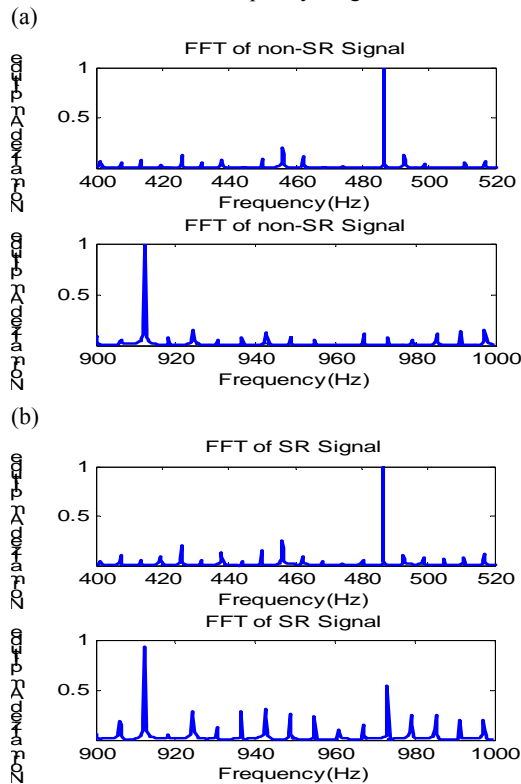 (a)
FFT of non-SR Signal
1
0.5
400 420 440 460 480 500 520
Frequency(Hz)
FFT of non-SR Signal
1
0.5
900 920 940 960 980 1000
Frequency(Hz)
(b)
FFT of SR Signal
1
0.5
400 420 440 460 480 500 520
Frequency(Hz)
FFT of SR Signal
1
0.5
900 920 940 960 980 1000
Frequency(Hz)